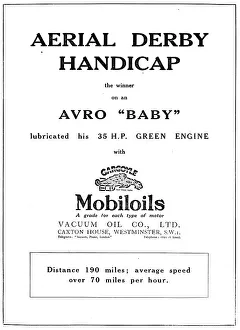 AERIAL DERBY
HANDICAP
the winner
on an
AVRO "BABY"
lubricated his 35 H.P. GREEN ENGINE
with
GARGOYLE
Mobiloils
A grade for each type of motor
VACUUM OIL CO., LTD.
CAXTON HOUSE, WESTMINSTER, S.W.1.
Distance 190 miles; average speed
over 70 miles per hour.